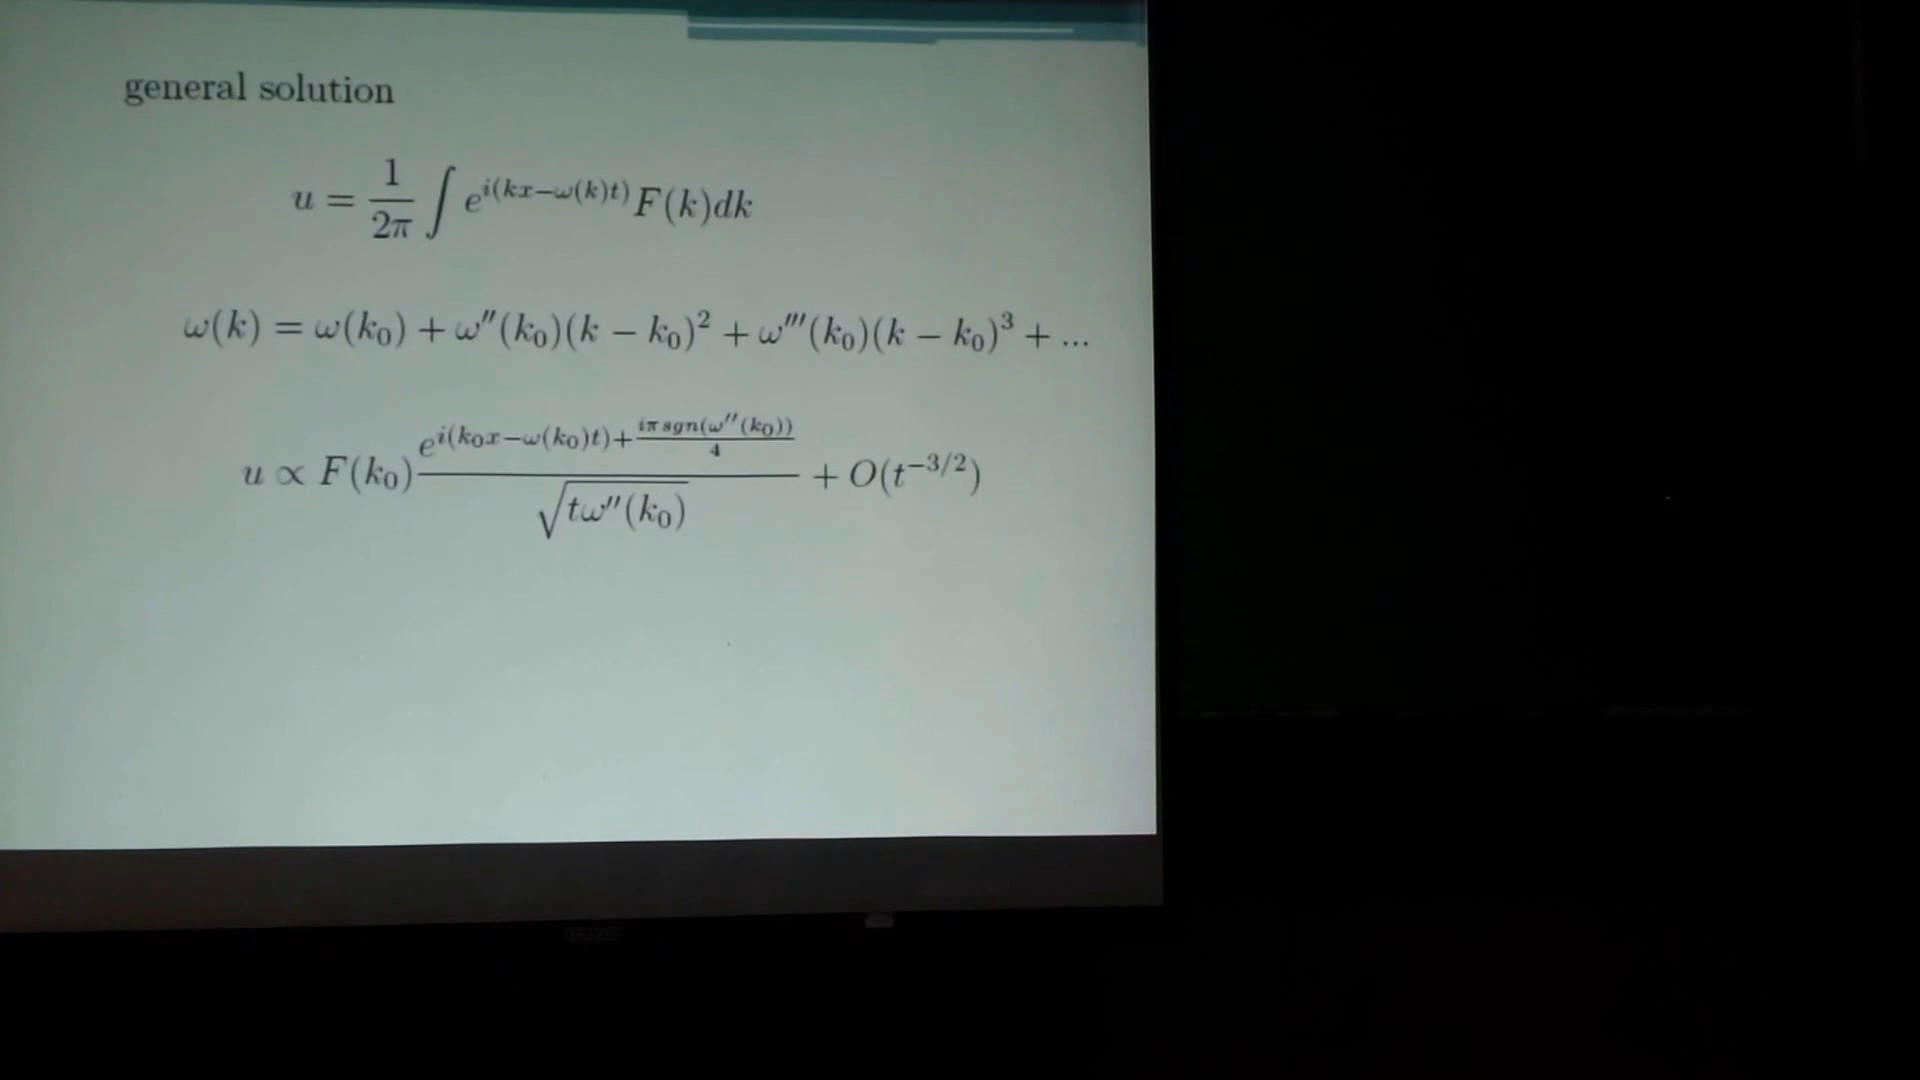 general solution
u = \frac{1}{2\pi} \int e^{i(kx-\omega(k)t)} F(k)dk
\omega(k) = \omega(k_0) + \omega''(k_0)(k - k_0)^2 + \omega'''(k_0)(k - k_0)^3 + ...
u \propto F(k_0) \frac{e^{i(k_0x-\omega(k_0)t)+\frac{i\pi sgn(\omega''(k_0))}{4}}}{\sqrt{t\omega''(k_0)}} + O(t^{-3/2})